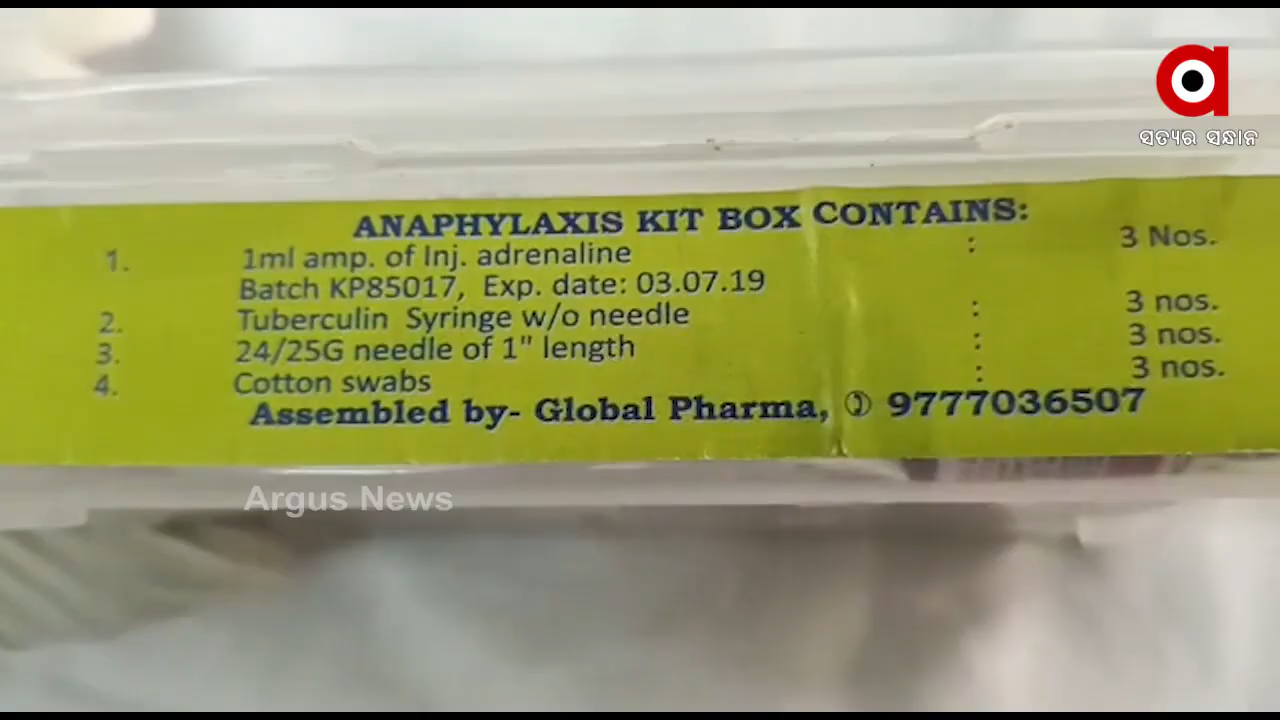 ସତ୍ୟର ସନ୍ଧାନ
ANAPHYLAXIS KIT BOX CONTAINS:
1. 1ml amp. of Inj. adrenaline : 3 Nos.
Batch KP85017, Exp. date: 03.07.19
2. Tuberculin Syringe w/o needle : 3 nos.
3. 24/25G needle of 1" length : 3 nos.
4. Cotton swabs : 3 nos.
Assembled by- Global Pharma, ✆ 9777036507
Argus News